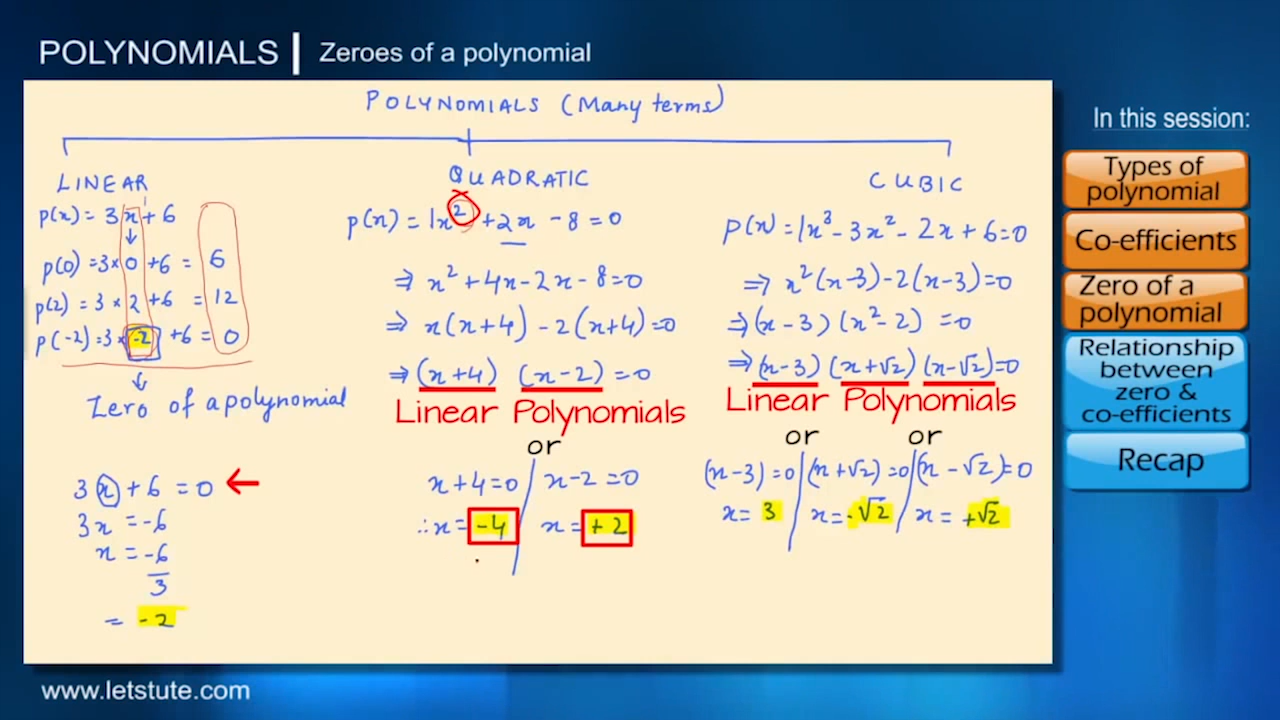 POLYNOMIALS | Zeroes of a polynomial
POLYNOMIALS (Many terms)
LINEAR
p(x) = 3x + 6
p(0) = 3×0 + 6 = 6
p(2) = 3 × 2 + 6 = 12
p(-2) = 3 × -2 + 6 = 0
Zero of a polynomial
3x + 6 = 0 ←
3x = -6
x = -6/3
= -2
QUADRATIC
p(x) = 1x² + 2x - 8 = 0
⇒ x² + 4x - 2x - 8 = 0
⇒ x(x+4) - 2(x+4) = 0
⇒ (x+4) (x-2) = 0
Linear Polynomials
or
x+4=0 / x-2=0
∴ x = -4 / x = +2
CUBIC
p(x) = 1x³ - 3x² - 2x + 6 = 0
⇒ x²(x-3) - 2(x-3) = 0
⇒ (x-3) (x²-2) = 0
⇒ (x-3) (x+√2) (x-√2) = 0
Linear Polynomials
or or
(x-3) = 0 / (x+√2) = 0 / (x-√2) = 0
x = 3 / x = -√2 / x = +√2
In this session:
Types of
polynomial
Co-efficients
Zero of a
polynomial
Relationship
between
zero &
co-efficients
Recap
www.letstute.com